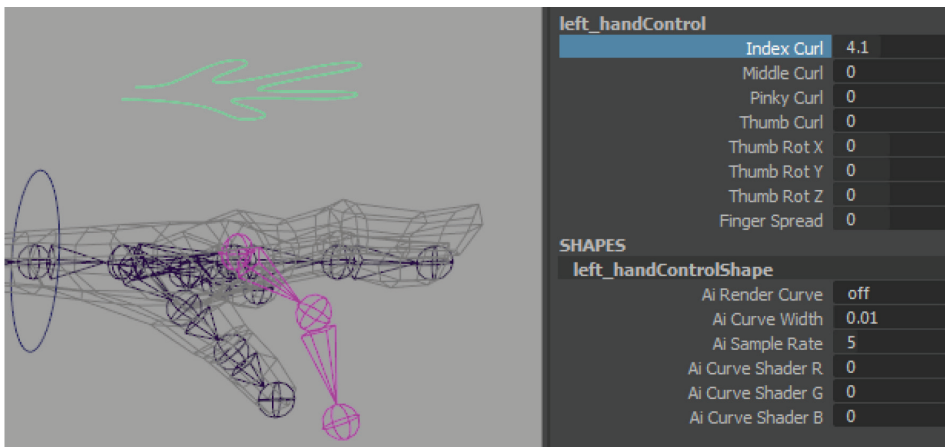 left_handControl
Index Curl 4.1
Middle Curl 0
Pinky Curl 0
Thumb Curl 0
Thumb Rot X 0
Thumb Rot Y 0
Thumb Rot Z 0
Finger Spread 0
SHAPES
left_handControlShape
Ai Render Curve off
Ai Curve Width 0.01
Ai Sample Rate 5
Ai Curve Shader R 0
Ai Curve Shader G 0
Ai Curve Shader B 0